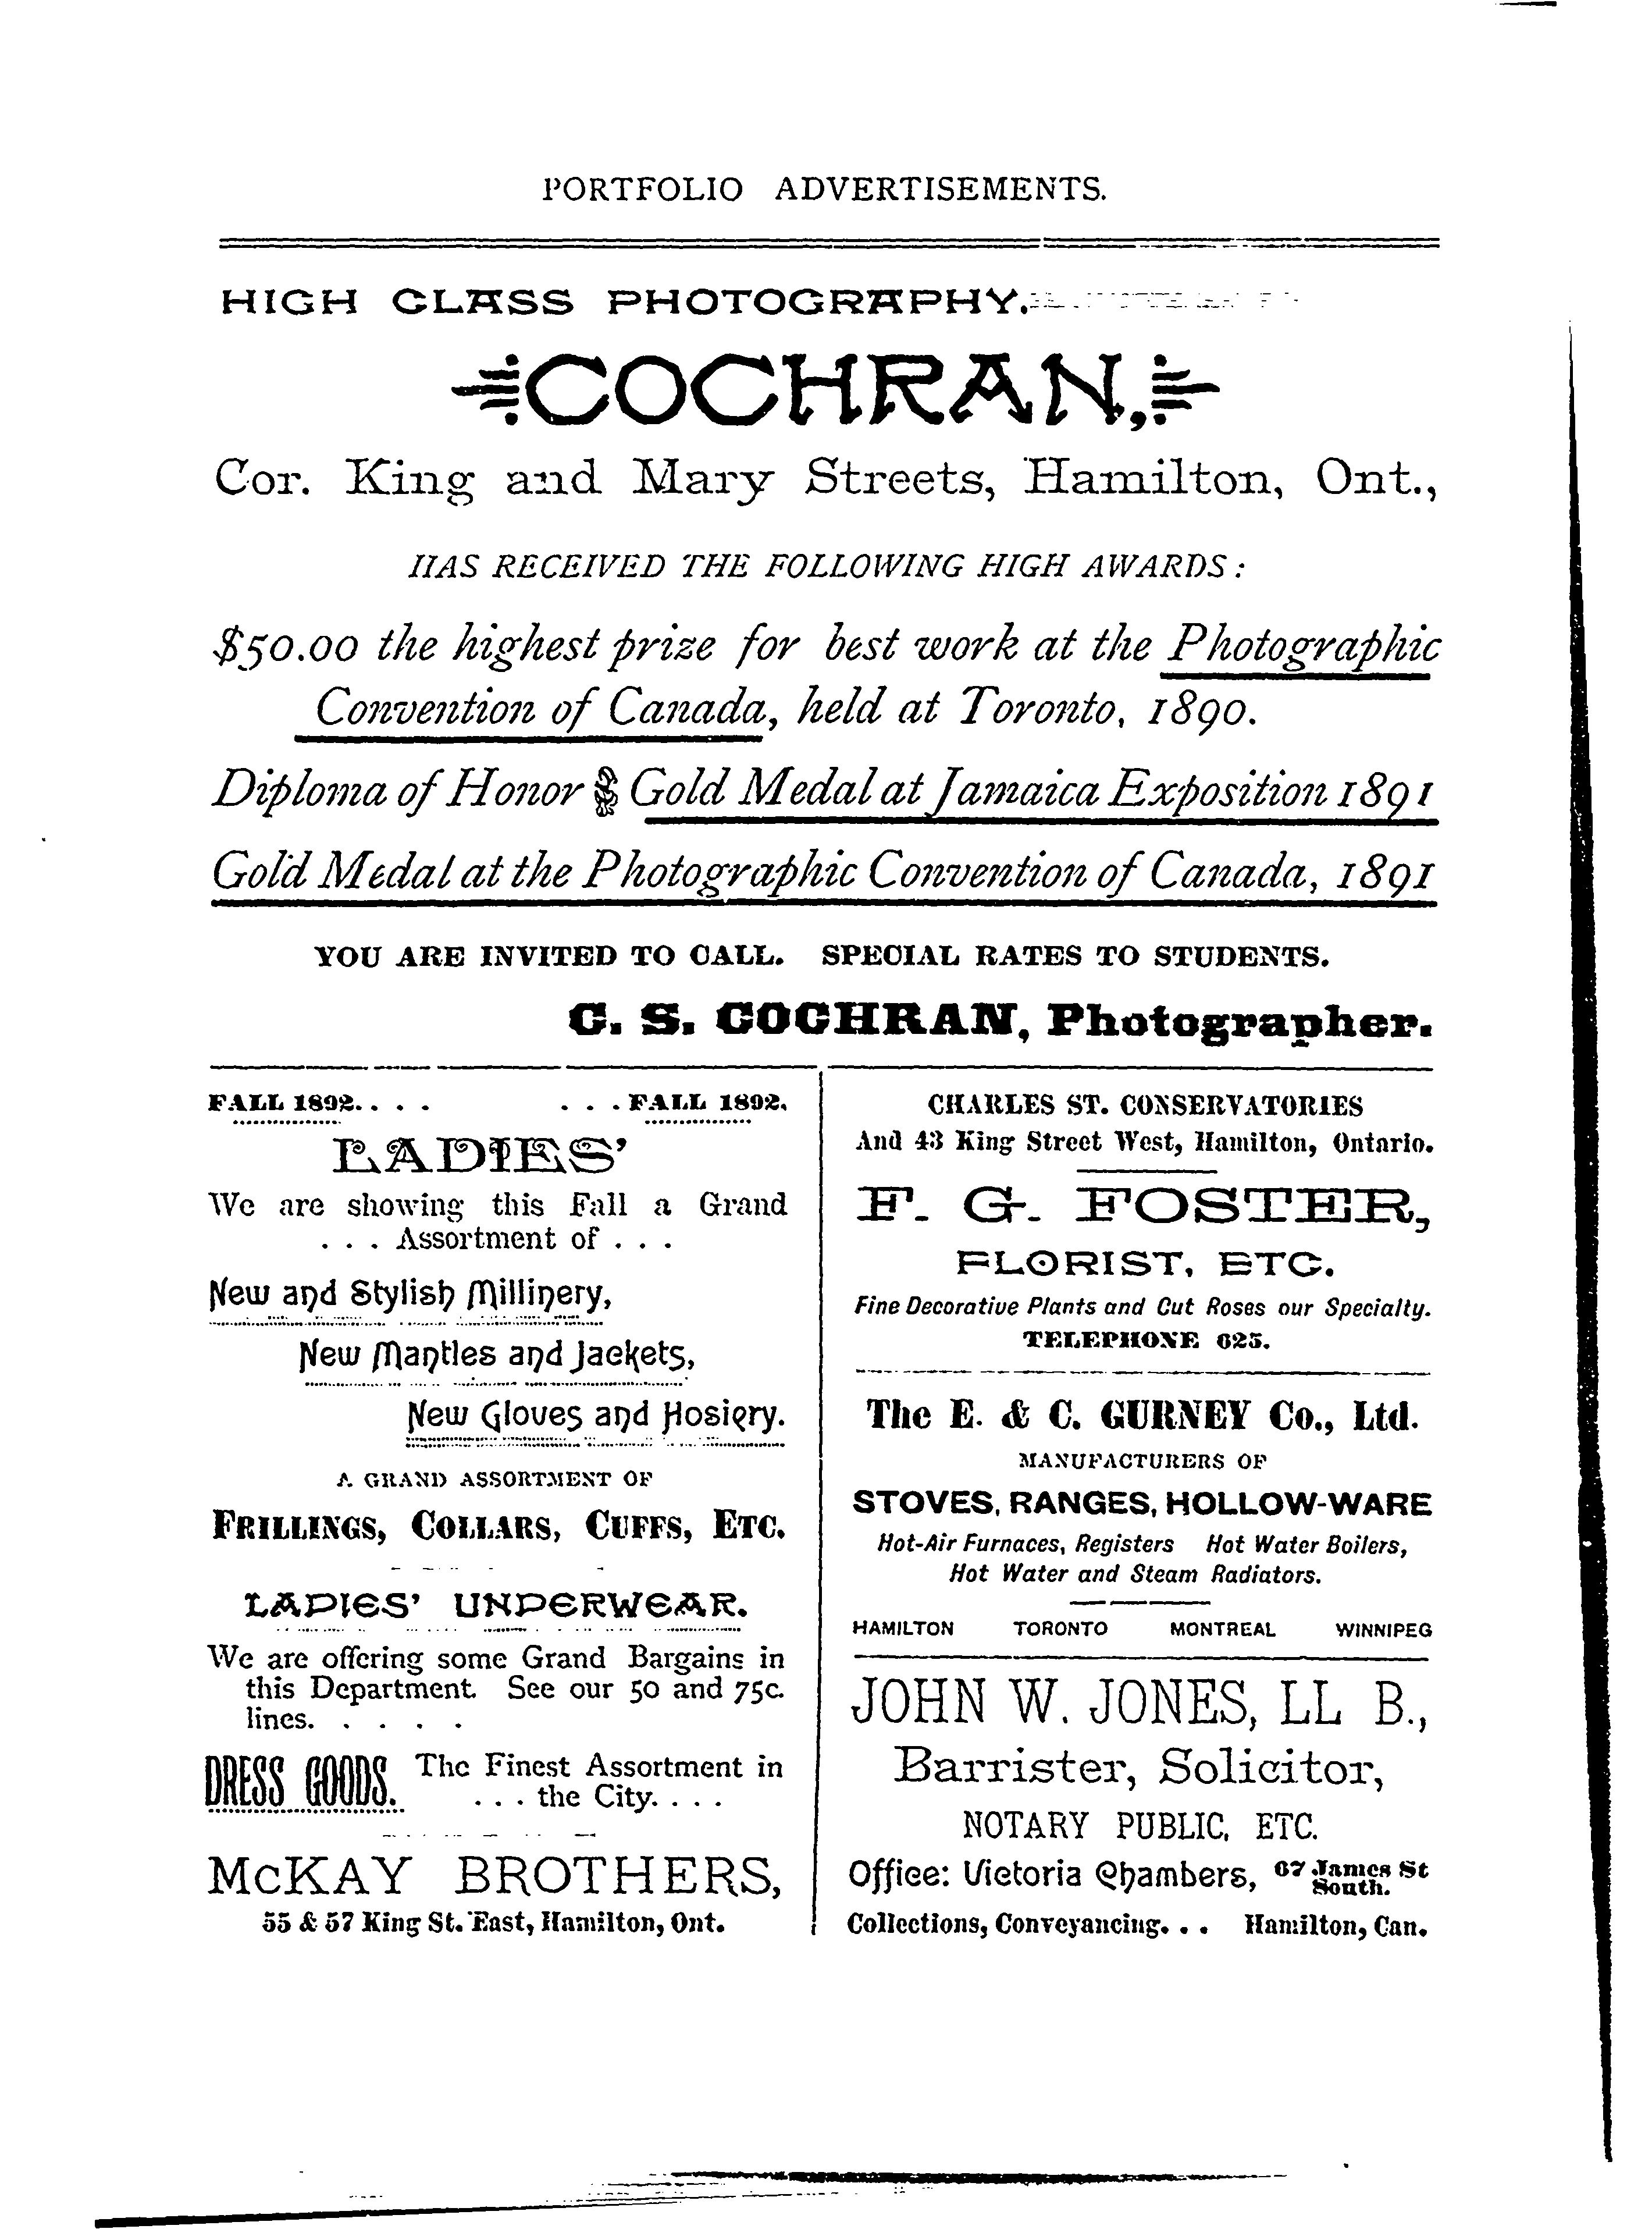 PORTFOLIO ADVERTISEMENTS.
HIGH CLASS PHOTOGRAPHY.
COCHRAN,
Cor. King and Mary Streets, Hamilton, Ont.,
HAS RECEIVED THE FOLLOWING HIGH AWARDS:
$50.00 the highest prize for best work at the Photographic
Convention of Canada, held at Toronto, 1890.
Diploma of Honor & Gold Medal at Jamaica Exposition 1891
Gold Medal at the Photographic Convention of Canada, 1891
YOU ARE INVITED TO CALL. SPECIAL RATES TO STUDENTS.
C. S. COCHRAN, Photographer.
FALL 1892. . . . . . . FALL 1892.
LADIES'
We are showing this Fall a Grand
. . . Assortment of . . .
New and Stylish Millinery,
New Mantles and Jackets,
New Gloves and Hosiery.
A GRAND ASSORTMENT OF
FRILLINGS, COLLARS, CUFFS, ETC.
LADIES' UNDERWEAR.
We are offering some Grand Bargains in
this Department. See our 50 and 75c.
lines. . . . . .
DRESS GOODS. The Finest Assortment in
. . . the City. . . .
McKAY BROTHERS,
55 & 57 King St. East, Hamilton, Ont.
CHARLES ST. CONSERVATORIES
And 43 King Street West, Hamilton, Ontario.
F. G. FOSTER,
FLORIST, ETC.
Fine Decorative Plants and Cut Roses our Specialty.
TELEPHONE 625.
The E. & C. GURNEY Co., Ltd.
MANUFACTURERS OF
STOVES, RANGES, HOLLOW-WARE
Hot-Air Furnaces, Registers Hot Water Boilers,
Hot Water and Steam Radiators.
HAMILTON TORONTO MONTREAL WINNIPEG
JOHN W. JONES, LL B.,
Barrister, Solicitor,
NOTARY PUBLIC, ETC.
Office: Victoria Chambers, 67 James St South.
Collections, Conveyancing. . . Hamilton, Can.